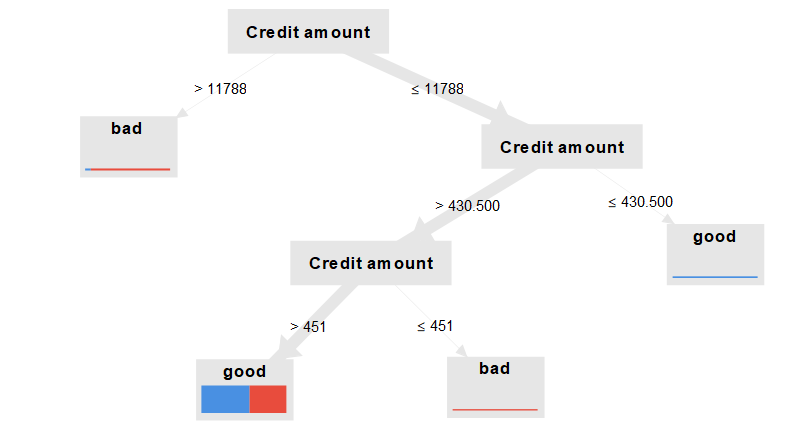 Credit amount
> 11788
≤ 11788
bad
Credit amount
> 430.500
≤ 430.500
good
Credit amount
> 451
≤ 451
good
bad